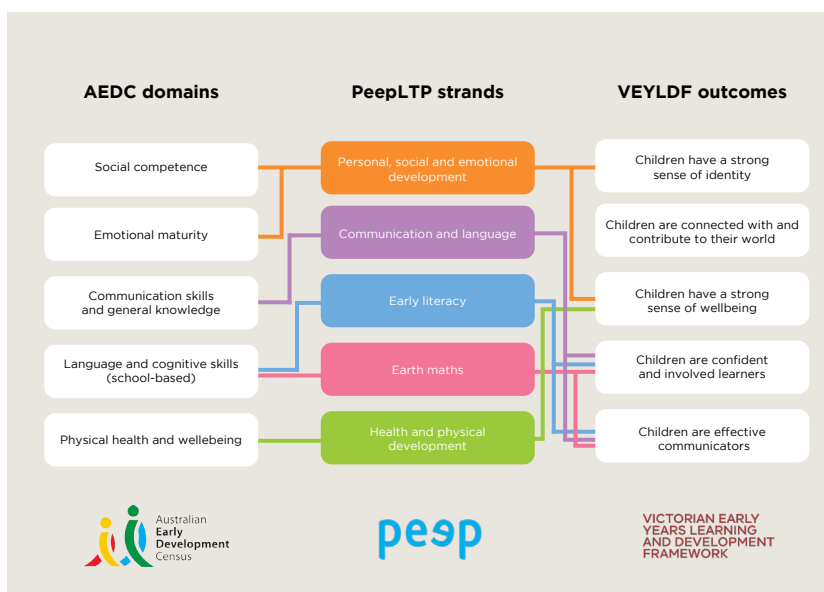 AEDC domains
PeepLTP strands
VEYLDF outcomes
Social competence
Personal, social and emotional
development
Children have a strong
sense of identity
Emotional maturity
Communication and language
Children are connected with and
contribute to their world
Communication skills
and general knowledge
Early literacy
Children have a strong
sense of wellbeing
Language and cognitive skills
(school-based)
Earth maths
Children are confident
and involved learners
Physical health and wellebeing
Health and physical
development
Children are effective
communicators
Australian
Early
Development
Census
peep
VICTORIAN EARLY
YEARS LEARNING
AND DEVELOPMENT
FRAMEWORK